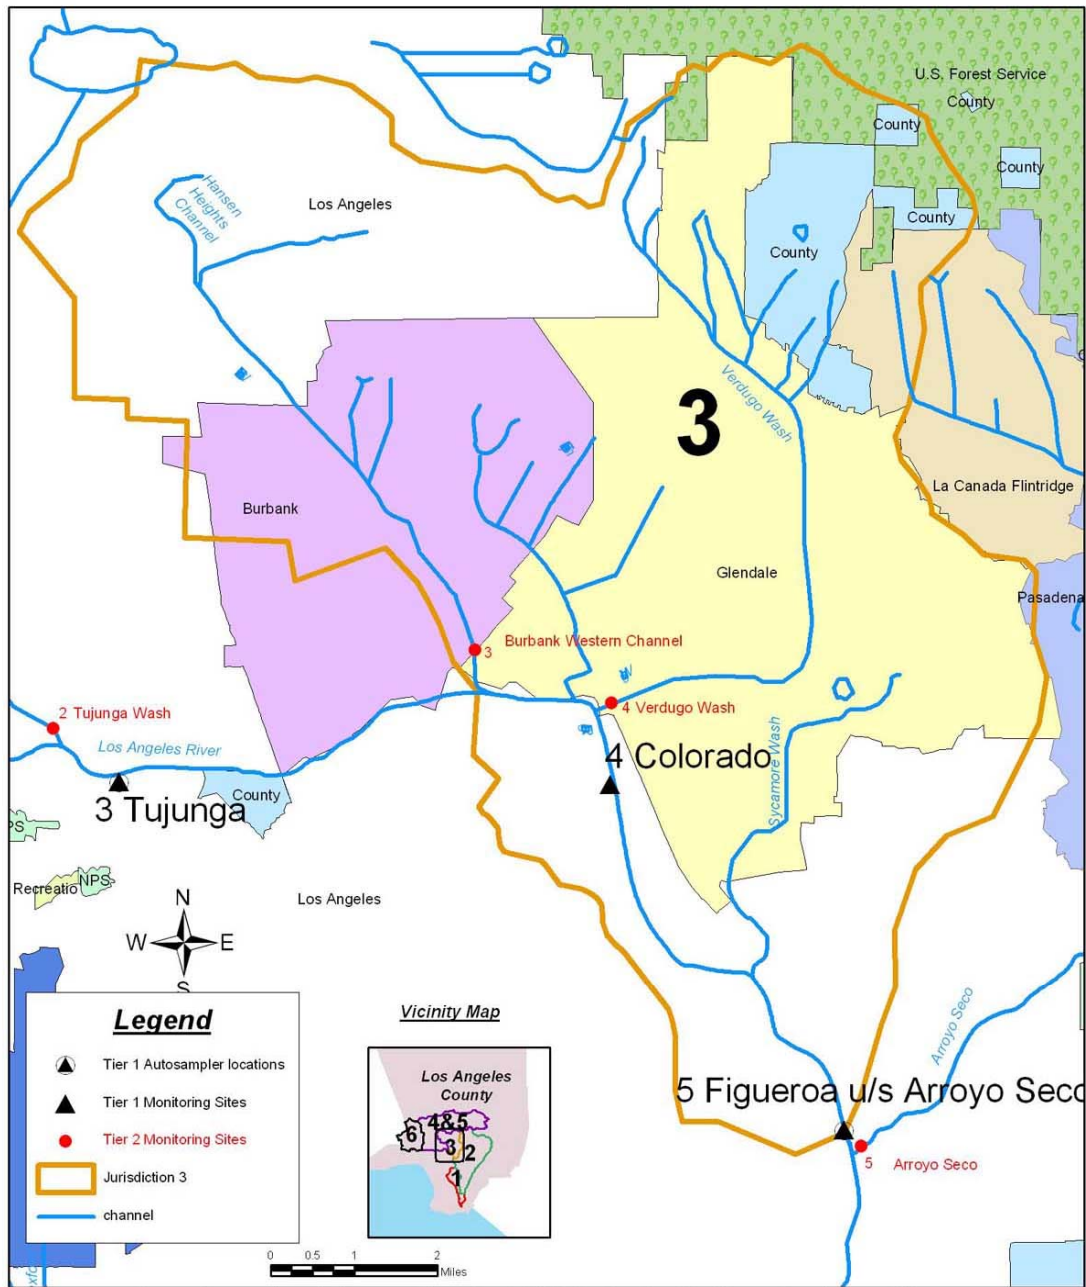 U.S. Forest Service
County
County
County
County
County
Hansen
Heights
Channel
Los Angeles
Verdugo Wash
3
La Canada Flintridge
Burbank
Glendale
Pasadena
3
Burbank Western Channel
2 Tujunga Wash
4 Verdugo Wash
Los Angeles River
4 Colorado
Sycamore Wash
3 Tujunga
County
PS
Recreatio
NPS
Los Angeles
N
W
E
S
Arroyo Seco
Legend
Tier 1 Autosampler locations
Tier 1 Monitoring Sites
Tier 2 Monitoring Sites
Jurisdiction 3
channel
Vicinity Map
Los Angeles
County
4&5
6
3
2
1
5 Figueroa u/s Arroyo Seco
5
Arroyo Seco
0 0.5 1 2
Miles